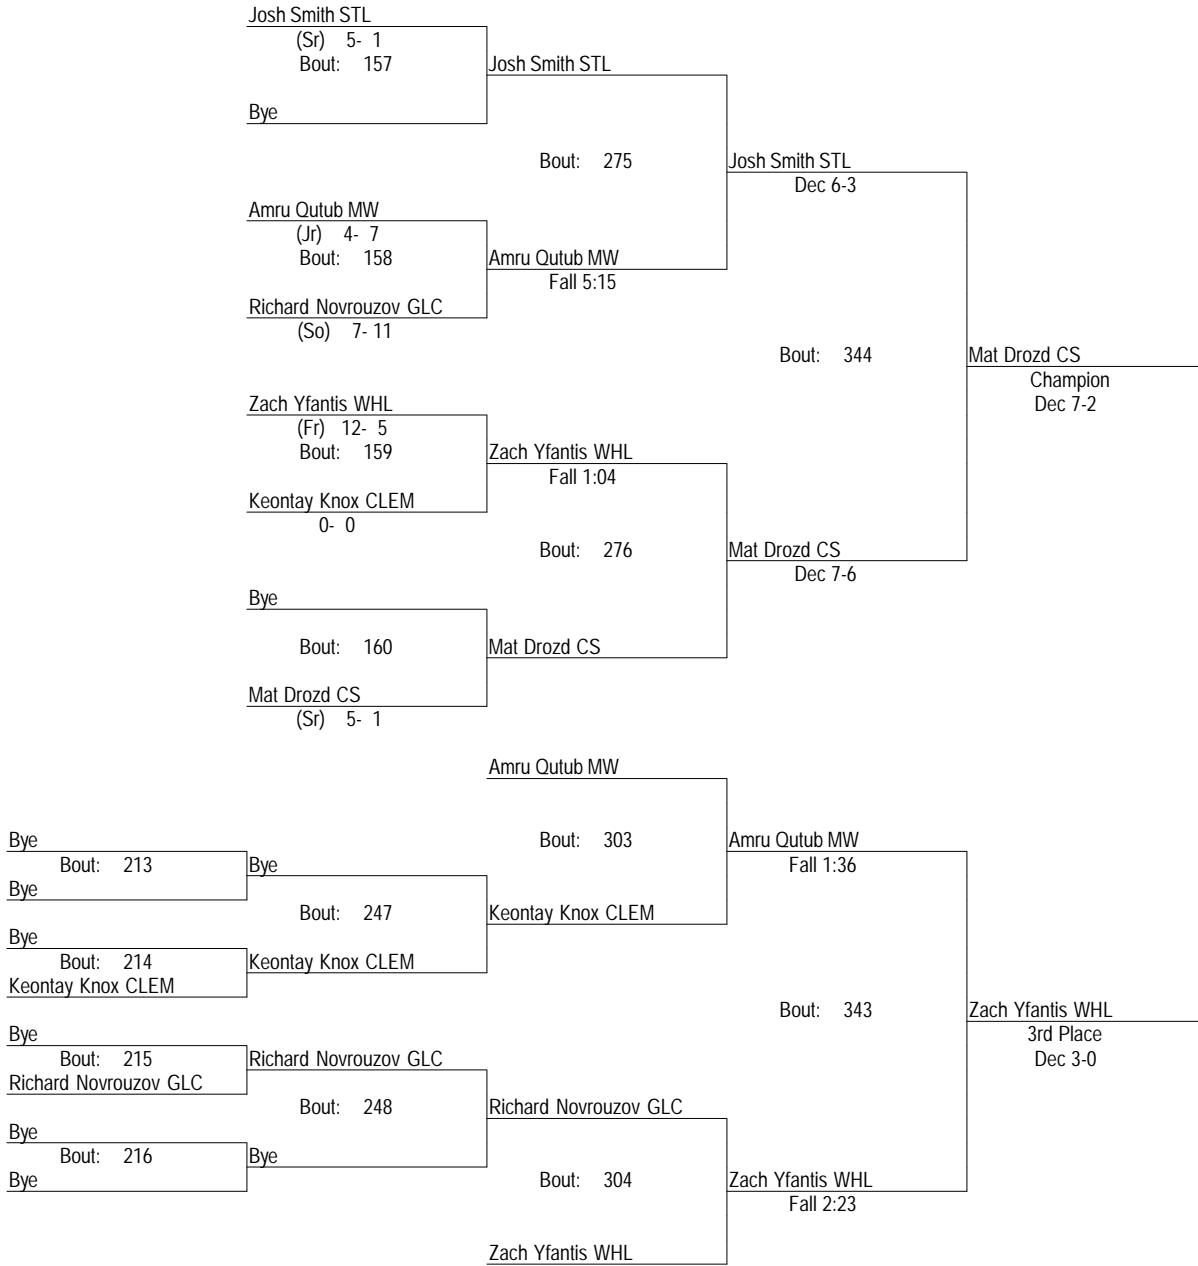 Josh Smith STL
(Sr) 5- 1
Bout: 157
Josh Smith STL
Bye
Bout: 275
Josh Smith STL
Dec 6-3
Amru Qutub MW
(Jr) 4- 7
Bout: 158
Amru Qutub MW
Fall 5:15
Richard Novrouzov GLC
(So) 7- 11
Bout: 344
Mat Drozd CS
Champion
Dec 7-2
Zach Yfantis WHL
(Fr) 12- 5
Bout: 159
Zach Yfantis WHL
Fall 1:04
Keontay Knox CLEM
0- 0
Bout: 276
Mat Drozd CS
Dec 7-6
Bye
Bout: 160
Mat Drozd CS
Mat Drozd CS
(Sr) 5- 1
Amru Qutub MW
Bout: 303
Amru Qutub MW
Fall 1:36
Bye
Bout: 213
Bye
Bye
Bout: 247
Keontay Knox CLEM
Bye
Bout: 214
Keontay Knox CLEM
Keontay Knox CLEM
Bout: 343
Zach Yfantis WHL
3rd Place
Dec 3-0
Bye
Bout: 215
Richard Novrouzov GLC
Richard Novrouzov GLC
Bout: 248
Richard Novrouzov GLC
Bye
Bout: 216
Bye
Bye
Bout: 304
Zach Yfantis WHL
Fall 2:23
Zach Yfantis WHL